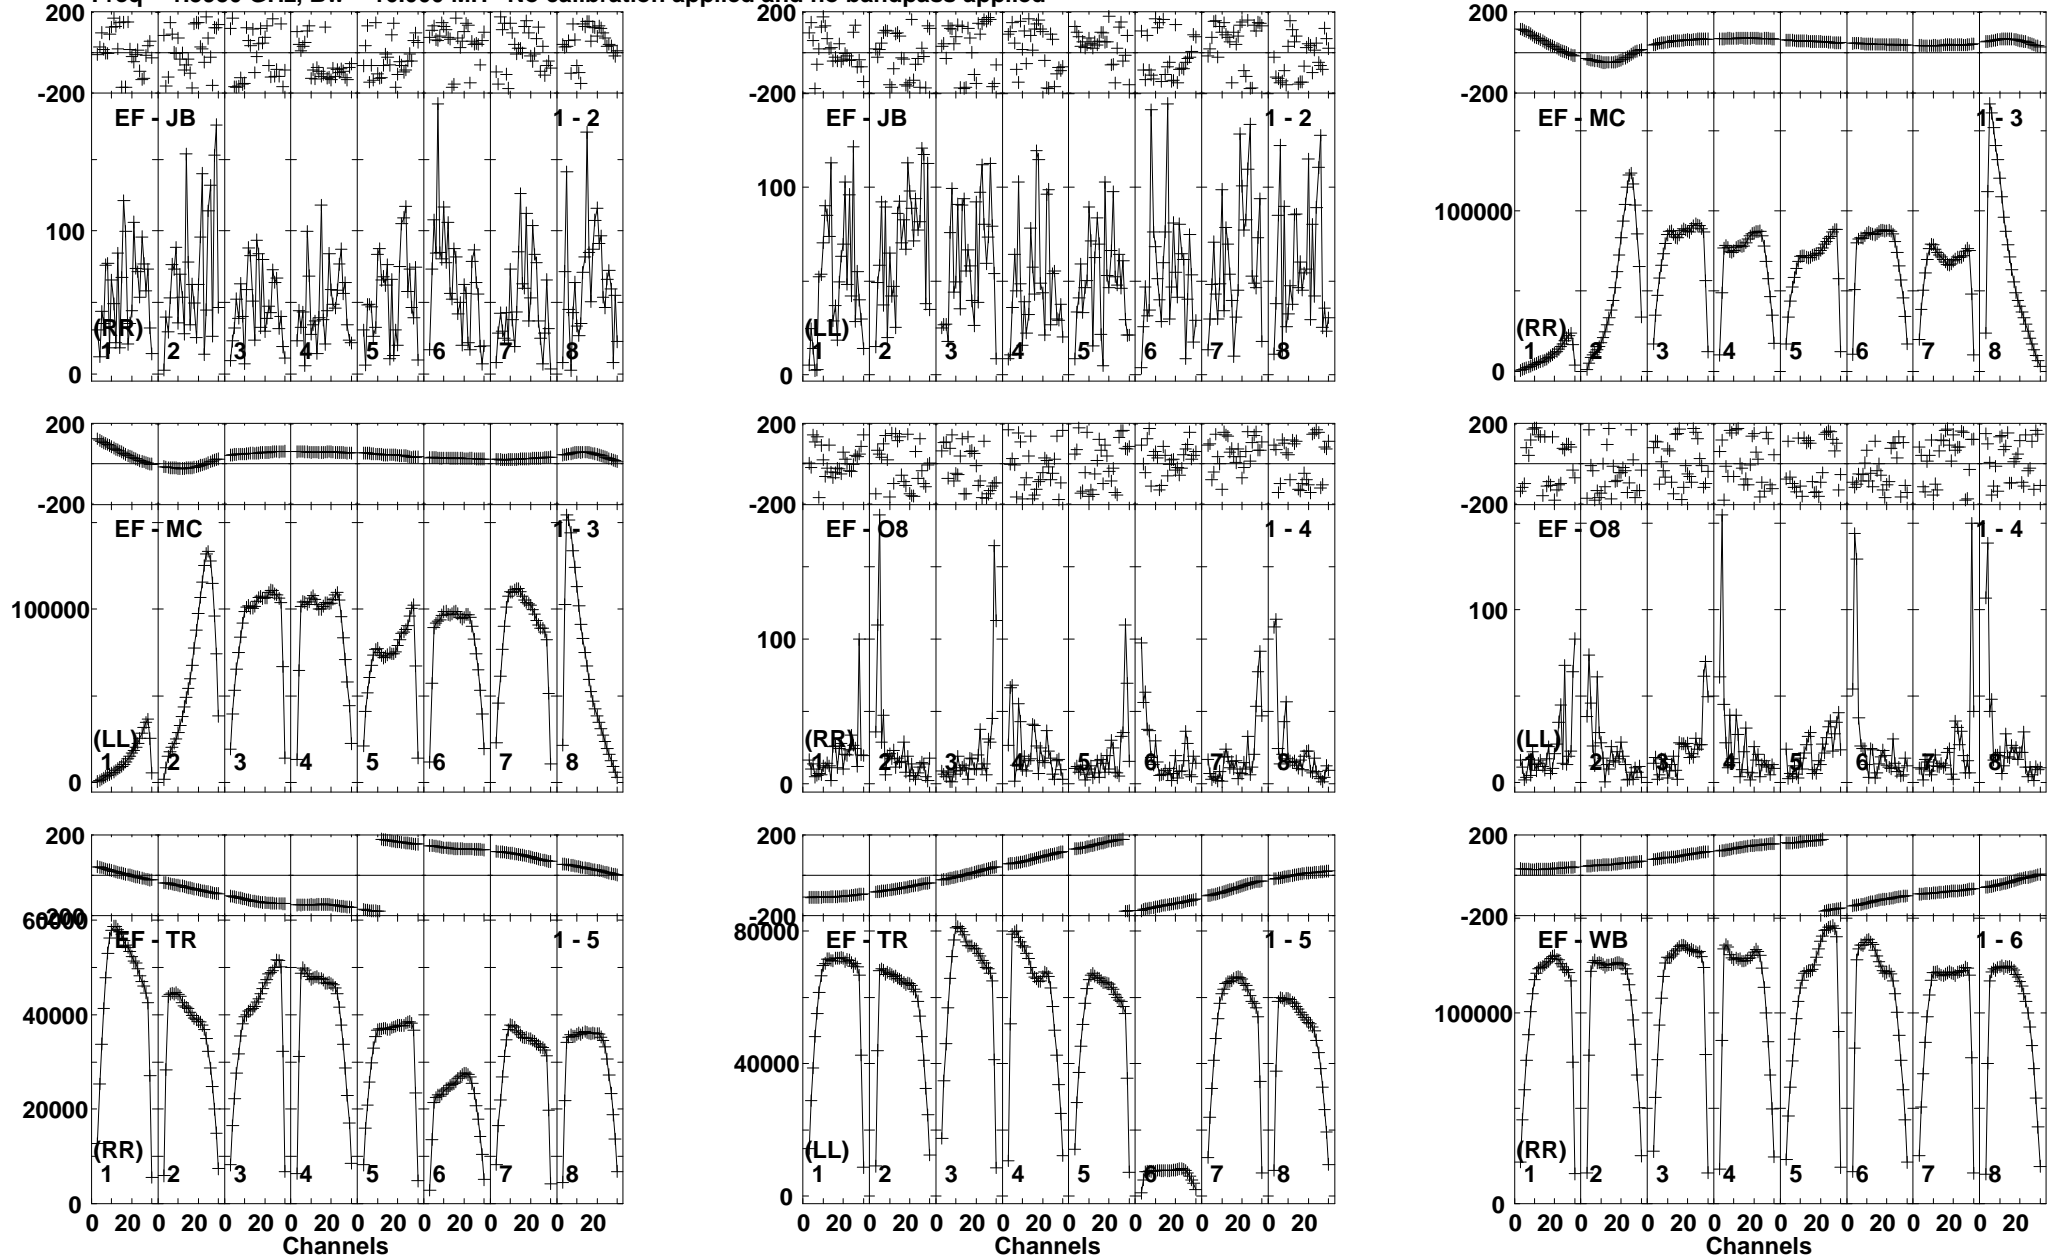 No calibration applied and no bandpass applied
200 -200 200 -200 200 -200
EF - JB 1 - 2 EF - JB 1 - 2 EF - MC 1 - 3
100 0 100 0 100000 0
(RR) (LL) (RR)
1 2 3 4 5 6 7 8 1 2 3 4 5 6 7 8 1 2 3 4 5 6 7 8
200 -200 200 -200 200 -200
EF - MC 1 - 3 EF - O8 1 - 4 EF - O8 1 - 4
100000 0 100 0 100 0
(LL) (RR) (LL)
1 2 3 4 5 6 7 8 1 2 3 4 5 6 7 8 1 2 3 4 5 6 7 8
200 -200 200 -200 200 -200
EF - TR 1 - 5 EF - TR 1 - 5 EF - WB 1 - 6
60000 40000 20000 0 80000 40000 0 100000 0
(RR) (LL) (RR)
1 2 3 4 5 6 7 8 1 2 3 4 5 6 7 8 1 2 3 4 5 6 7 8
0 20 0 20 0 20 0 20 0 20 0 20 0 20 0 20 0 20 0 20 0 20 0 20 0 20 0 20 0 20 0 20 0 20 0 20 0 20 0 20 0 20 0 20 0 20 0 20
Channels Channels Channels